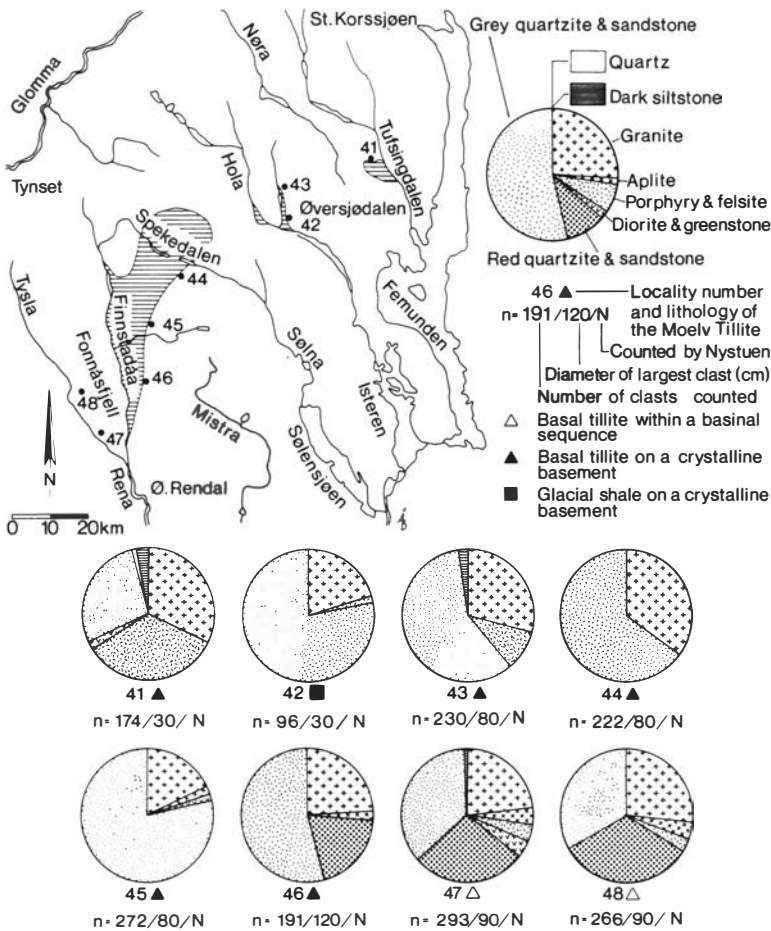 St. Korssjøen
Nøra
Glomma
Tynset
Hola
41
Tufsingdalen
43
Øversjødalen
42
Spekedalen
44
Tysla
Finnstadåa
45
Fonnåsfjell
46
48
47
Rena
Mistra
Ø. Rendal
Sølna
Sølensjøen
Isteren
Femunden
N
0 10 20km
Grey quartzite & sandstone
Quartz
Dark siltstone
Granite
Aplite
Porphyry & felsite
Diorite & greenstone
Red quartzite & sandstone
46 ▲ Locality number
and lithology of
the Moelv Tillite
n= 191/120/N
Counted by Nystuen
Diameter of largest clast (cm)
Number of clasts counted
△ Basal tillite within a basinal
sequence
▲ Basal tillite on a crystalline
basement
■ Glacial shale on a crystalline
basement
41 ▲ 42 ■ 43 ▲ 44 ▲
n= 174/30/N n= 96/30/N n= 230/80/N n= 222/80/N
45 ▲ 46 ▲ 47 △ 48 △
n= 272/80/N n= 191/120/N n= 293/90/N n= 266/90/N